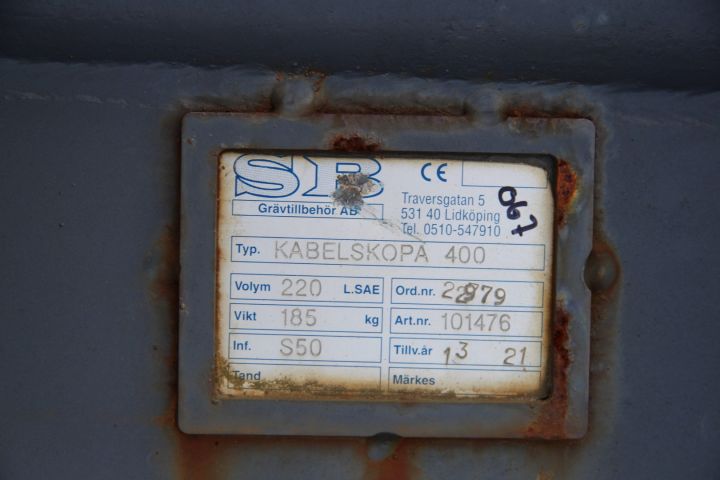 SB CE
Grävtillbehör AB
Traversgatan 5
531 40 Lidköping
Tel. 0510-547910
067
Typ. KABELSKOPA 400
Volym 220 L.SAE Ord.nr.
Vikt 185 kg Art.nr. 101476
Inf. S50 Tillv.år 13 21
Tand Märkes